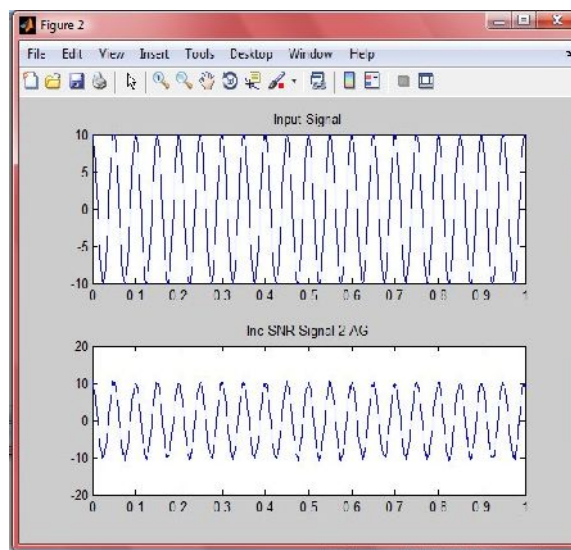 Figure 2
File Edit View Insert Tools Desktop Window Help
Input Signal
10
5
0
-5
-10
0 0.1 0.2 0.3 0.4 0.5 0.6 0.7 0.8 0.9 1
Inc SNR Signal 2 AG
20
10
0
-10
-20
0 0.1 0.2 0.3 0.4 0.5 0.6 0.7 0.8 0.9 1